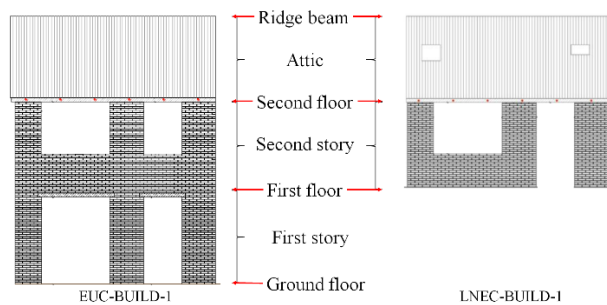 Ridge beam
Attic
Second floor
Second story
First floor
First story
Ground floor
EUC-BUILD-1
LNEC-BUILD-1